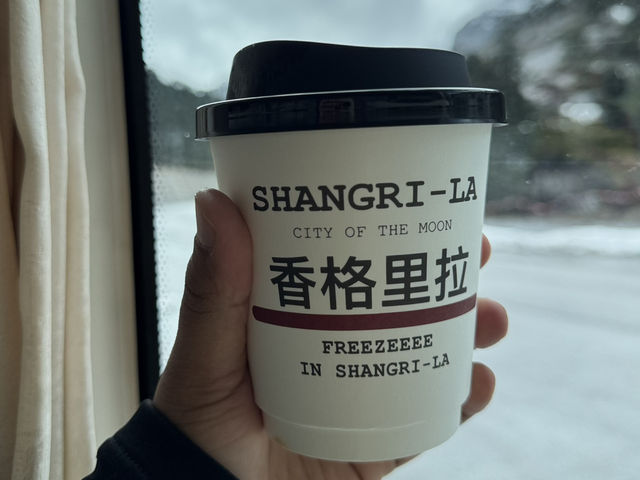 SHANGRI-LA
CITY OF THE MOON
香格里拉
FREEZEEEE
IN SHANGRI-LA